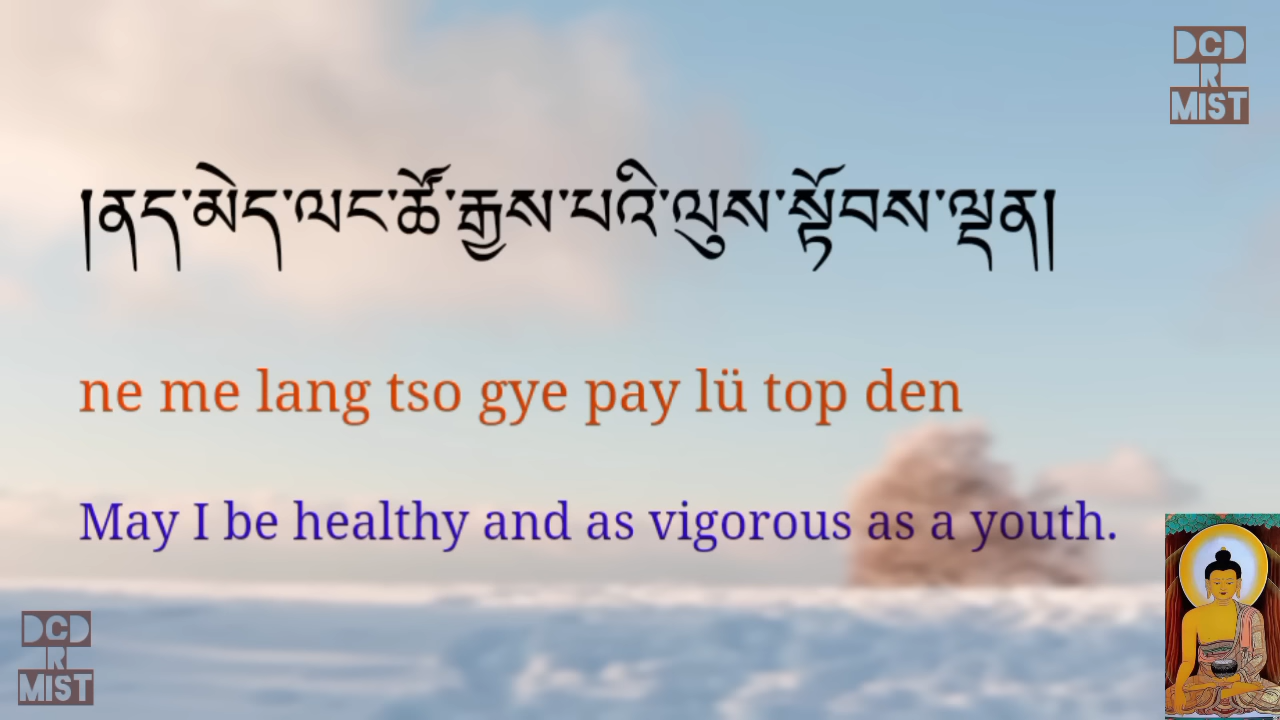 DCD
R
MIST
།ནད་མེད་ལང་ཚོ་རྒྱས་པའི་ལུས་སྟོབས་ལྡན།
ne me lang tso gye pay lü top den
May I be healthy and as vigorous as a youth.
DCD
R
MIST